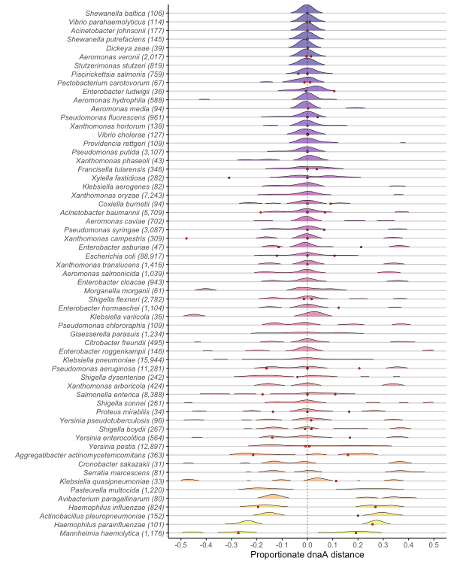 Shewanella baltica (106)
Vibrio parahaemolyticus (114)
Acinetobacter johnsonii (177)
Shewanella putrefaciens (145)
Dickeya zeae (39)
Aeromonas veronii (2,017)
Stutzerimonas stutzeri (819)
Piscirickettsia salmonis (759)
Pectobacterium carotovorum (67)
Enterobacter ludwigii (36)
Aeromonas hydrophila (588)
Aeromonas media (94)
Pseudomonas fluorescens (961)
Xanthomonas hortorum (138)
Vibrio cholerae (127)
Providencia rettgeri (109)
Pseudomonas putida (3,107)
Xanthomonas phaseoli (43)
Francisella tularensis (346)
Xylella fastidiosa (282)
Klebsiella aerogenes (82)
Xanthomonas oryzae (7,243)
Coxiella burnetii (94)
Acinetobacter baumannii (5,709)
Aeromonas caviae (702)
Pseudomonas syringae (3,087)
Xanthomonas campestris (309)
Enterobacter asburiae (47)
Escherichia coli (88,917)
Xanthomonas translucens (1,416)
Aeromonas salmonicida (1,039)
Enterobacter cloacae (943)
Morganella morganii (61)
Shigella flexneri (2,782)
Enterobacter hormaechei (1,104)
Klebsiella variicola (36)
Pseudomonas chlororaphis (109)
Glaesserella parasuis (1,234)
Citrobacter freundii (495)
Enterobacter roggenkampii (146)
Klebsiella pneumoniae (15,944)
Pseudomonas aeruginosa (11,281)
Shigella dysenteriae (242)
Xanthomonas arboricola (424)
Salmonella enterica (8,388)
Shigella sonnei (261)
Proteus mirabilis (34)
Yersinia pseudotuberculosis (96)
Shigella boydii (267)
Yersinia enterocolitica (564)
Yersinia pestis (12,897)
Aggregatibacter actinomycetemcomitans (363)
Cronobacter sakazakii (31)
Serratia marcescens (81)
Klebsiella quasipneumoniae (33)
Pasteurella multocida (1,220)
Avibacterium paragallinarum (80)
Haemophilus influenzae (824)
Actinobacillus pleuropneumoniae (152)
Haemophilus parainfluenzae (101)
Mannheimia haemolytica (1,176)
-0.5 -0.4 -0.3 -0.2 -0.1 0.0 0.1 0.2 0.3 0.4 0.5
Proportionate dnaA distance